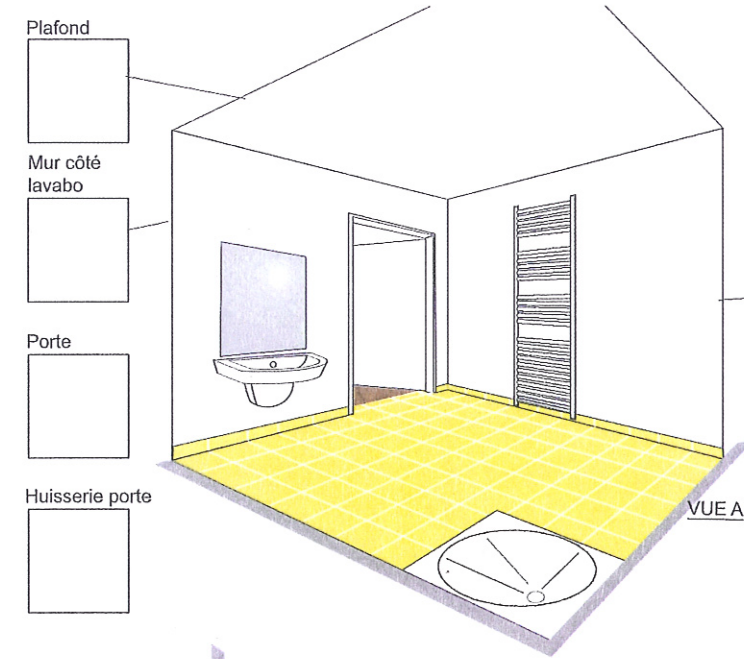 Plafond
Mur côté
lavabo
Porte
Huisserie porte
VUE A